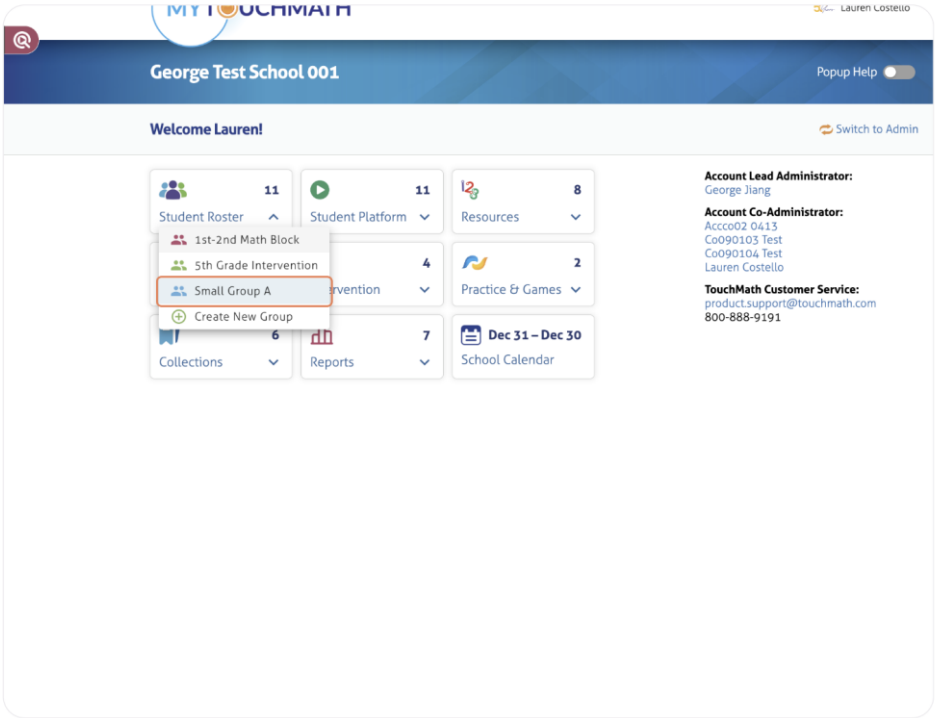 MYTOUCHMATH
Lauren Costello
George Test School 001
Popup Help
Welcome Lauren!
Switch to Admin
11
Student Roster
11
Student Platform
123
8
Resources
1st-2nd Math Block
5th Grade Intervention
Small Group A
Create New Group
4
2
Practice & Games
6
Collections
7
Reports
Dec 31 – Dec 30
School Calendar
Account Lead Administrator:
George Jiang
Account Co-Administrator:
Accco02 0413
Co090103 Test
Co090104 Test
Lauren Costello
TouchMath Customer Service:
product.support@touchmath.com
800-888-9191